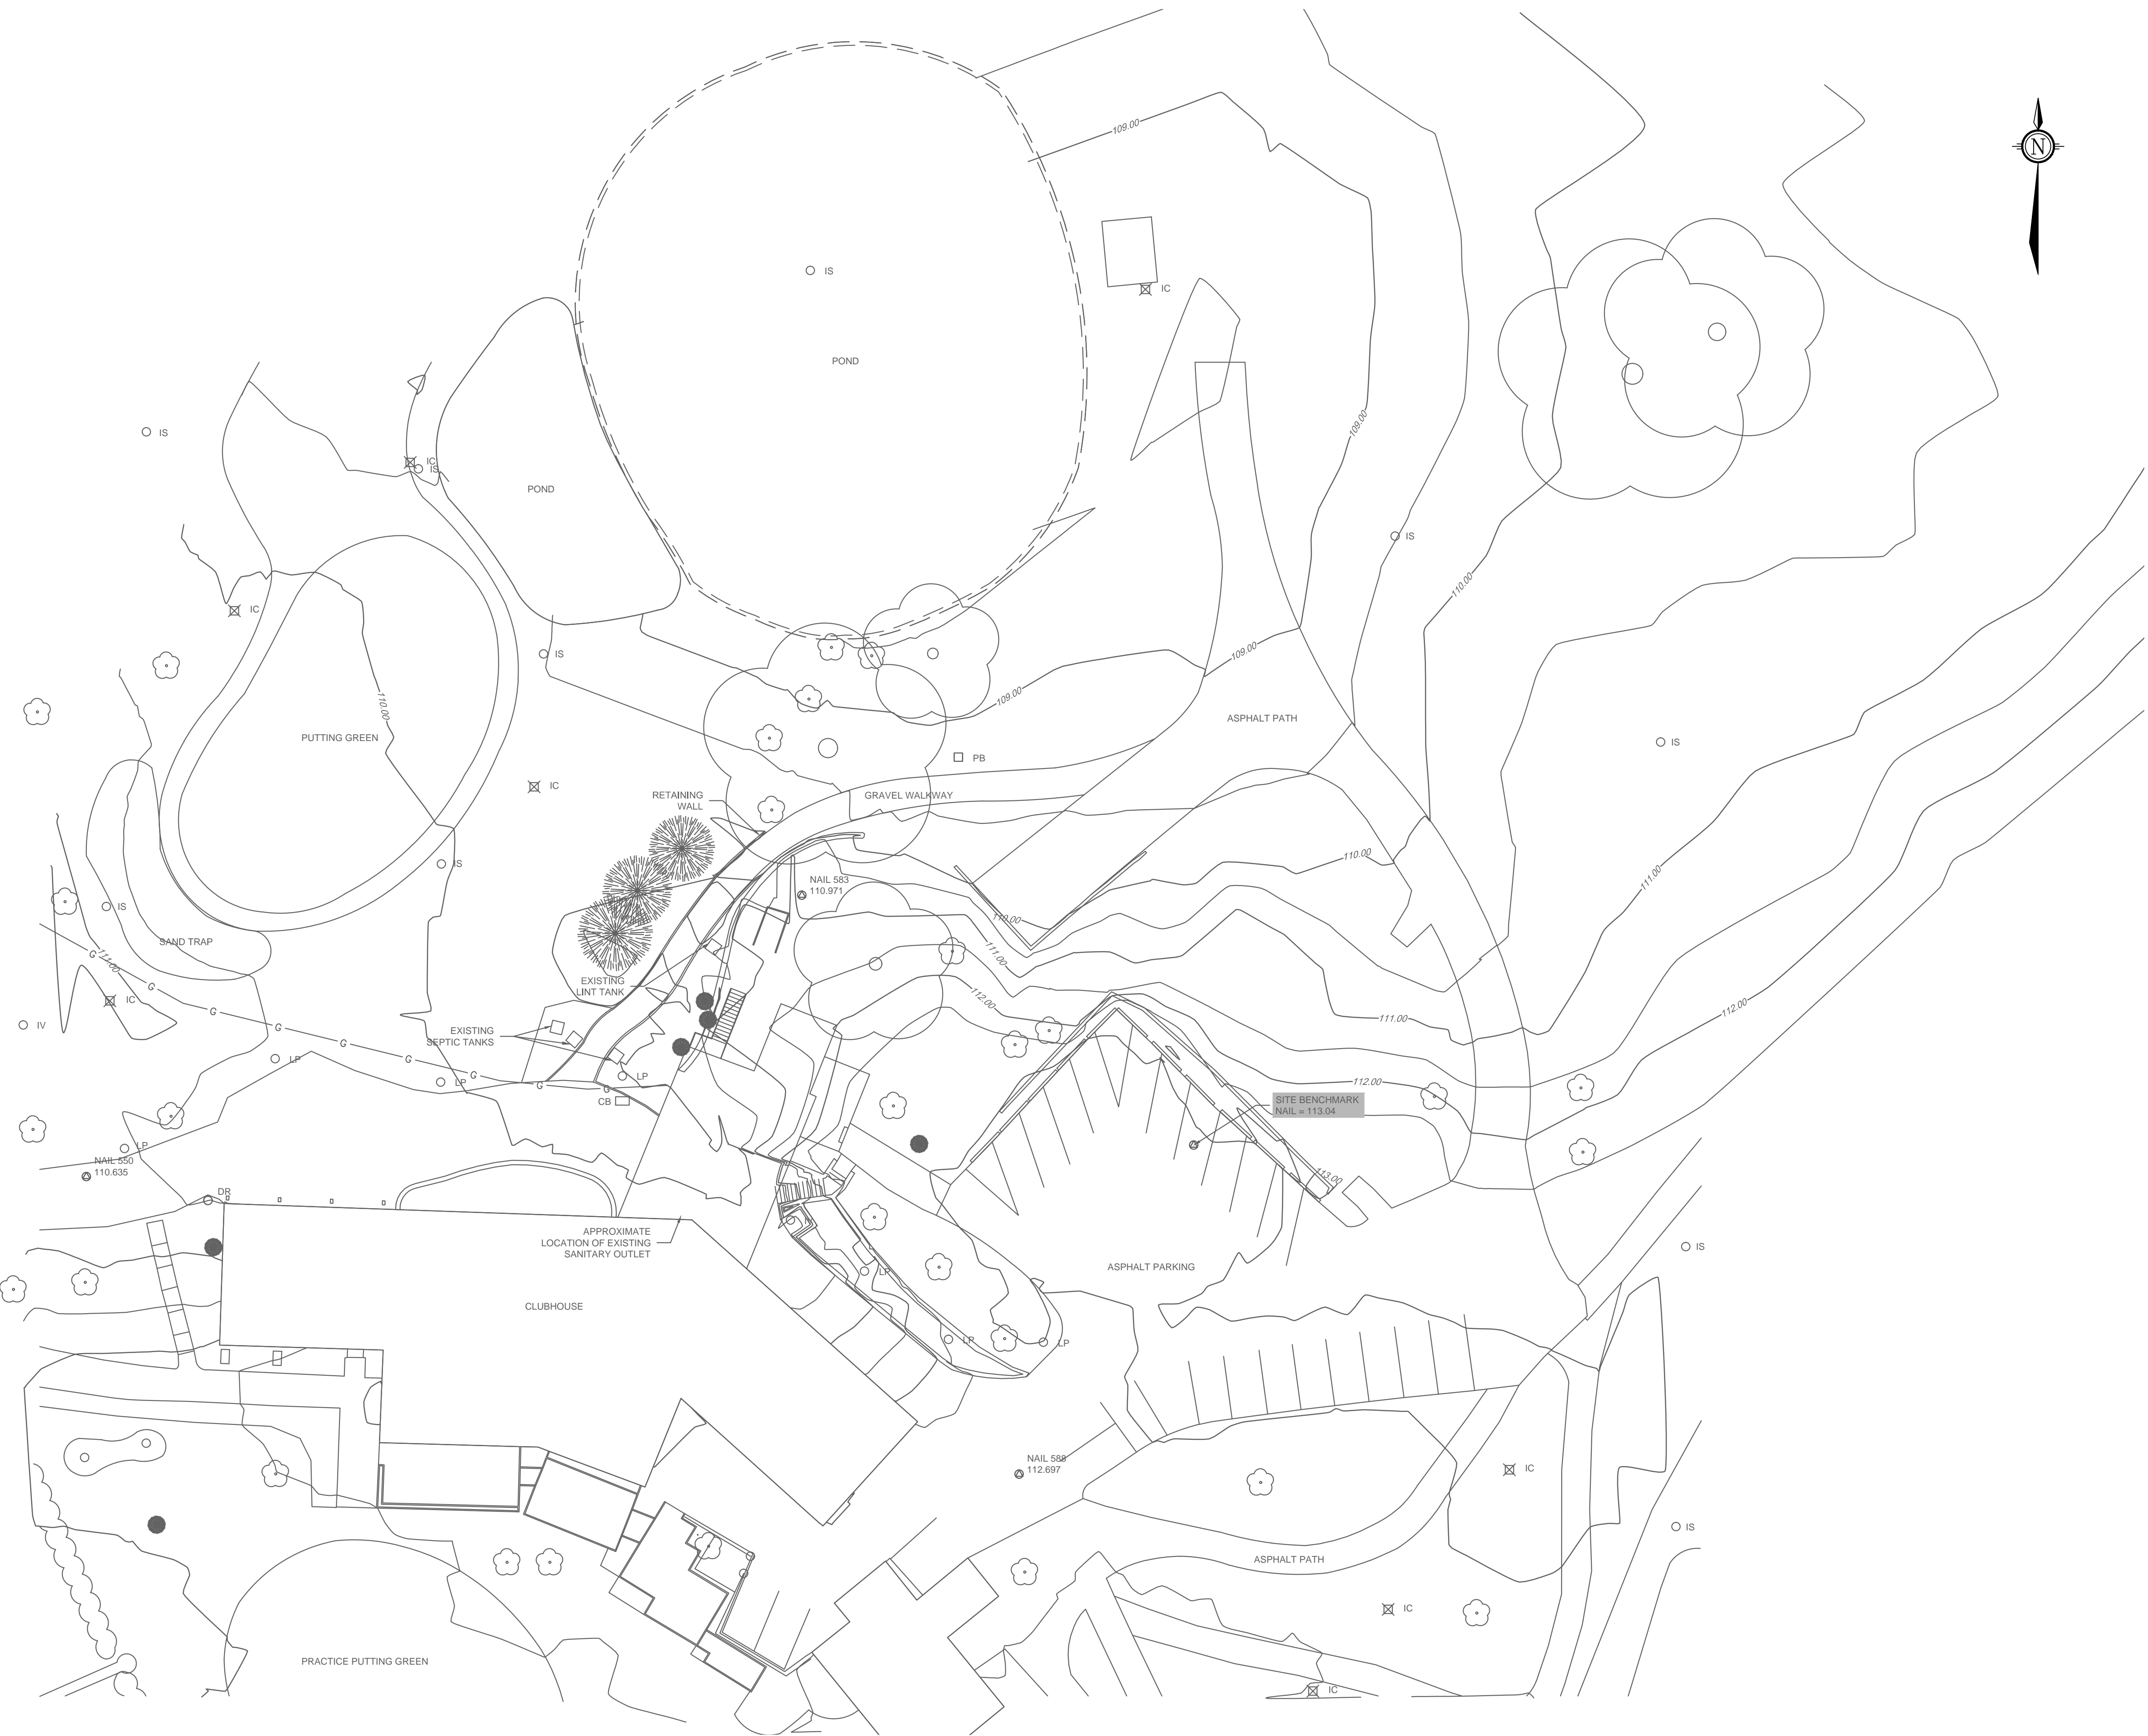 109.00
N
IS
IC
POND
109.00
IS
IC
IS
POND
IS
110.00
IC
IS
109.00
110.00
109.00
ASPHALT PATH
PUTTING GREEN
IS
PB
IC
RETAINING
WALL
GRAVEL WALKWAY
110.00
IS
NAIL 583
110.971
111.00
IS
110.00
SAND TRAP
G
111.00
111.00
EXISTING
LINT TANK
G
112.00
IC
G
112.00
111.00
IV
G
EXISTING
SEPTIC TANKS
G
LP
G
G
LP
LP
G
G
112.00
CB
SITE BENCHMARK
NAIL = 113.04
LP
NAIL 550
110.635
113.00
DR
APPROXIMATE
LOCATION OF EXISTING
SANITARY OUTLET
IS
ASPHALT PARKING
LP
CLUBHOUSE
LP
LP
NAIL 588
112.697
IC
IS
ASPHALT PATH
IC
PRACTICE PUTTING GREEN
IC